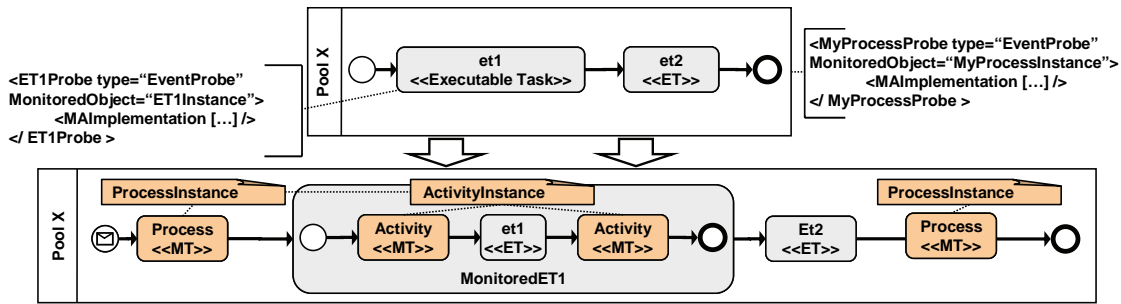 <ET1Probe type=“EventProbe”
MonitoredObject=“ET1Instance”>
<MAImplementation […] />
</ ET1Probe >
Pool X
et1
<<Executable Task>>
et2
<<ET>>
<MyProcessProbe type=“EventProbe”
MonitoredObject=“MyProcessInstance”>
<MAImplementation […] />
</ MyProcessProbe >
Pool X
ProcessInstance
Process
<<MT>>
ActivityInstance
Activity
<<MT>>
et1
<<ET>>
Activity
<<MT>>
MonitoredET1
Et2
<<ET>>
ProcessInstance
Process
<<MT>>